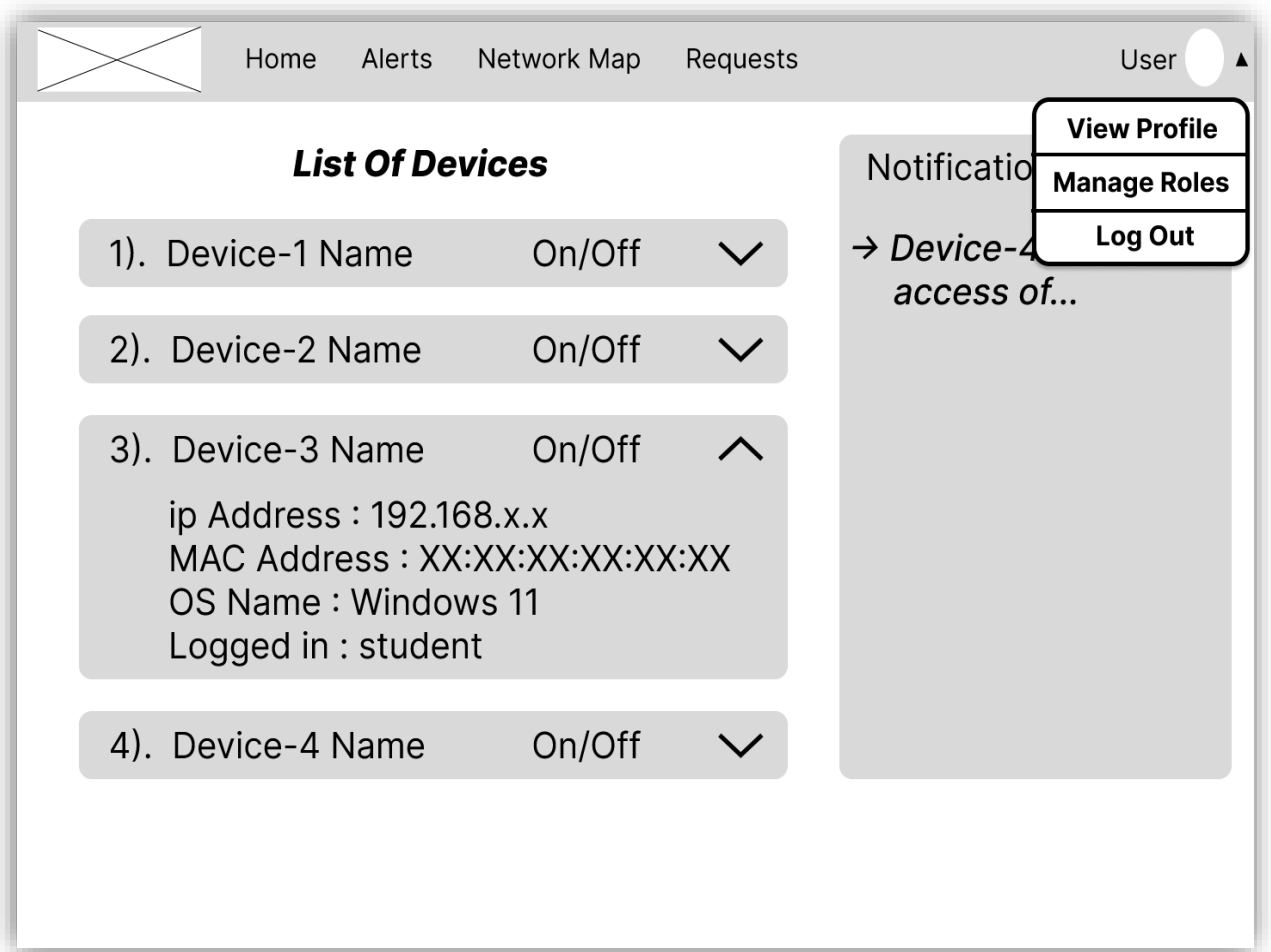 Home Alerts Network Map Requests User
View Profile
Manage Roles
Log Out
List Of Devices
1). Device-1 Name On/Off
2). Device-2 Name On/Off
3). Device-3 Name On/Off
ip Address : 192.168.x.x
MAC Address : XX:XX:XX:XX:XX:XX
OS Name : Windows 11
Logged in : student
4). Device-4 Name On/Off
Notificatio
→ Device-4
access of...